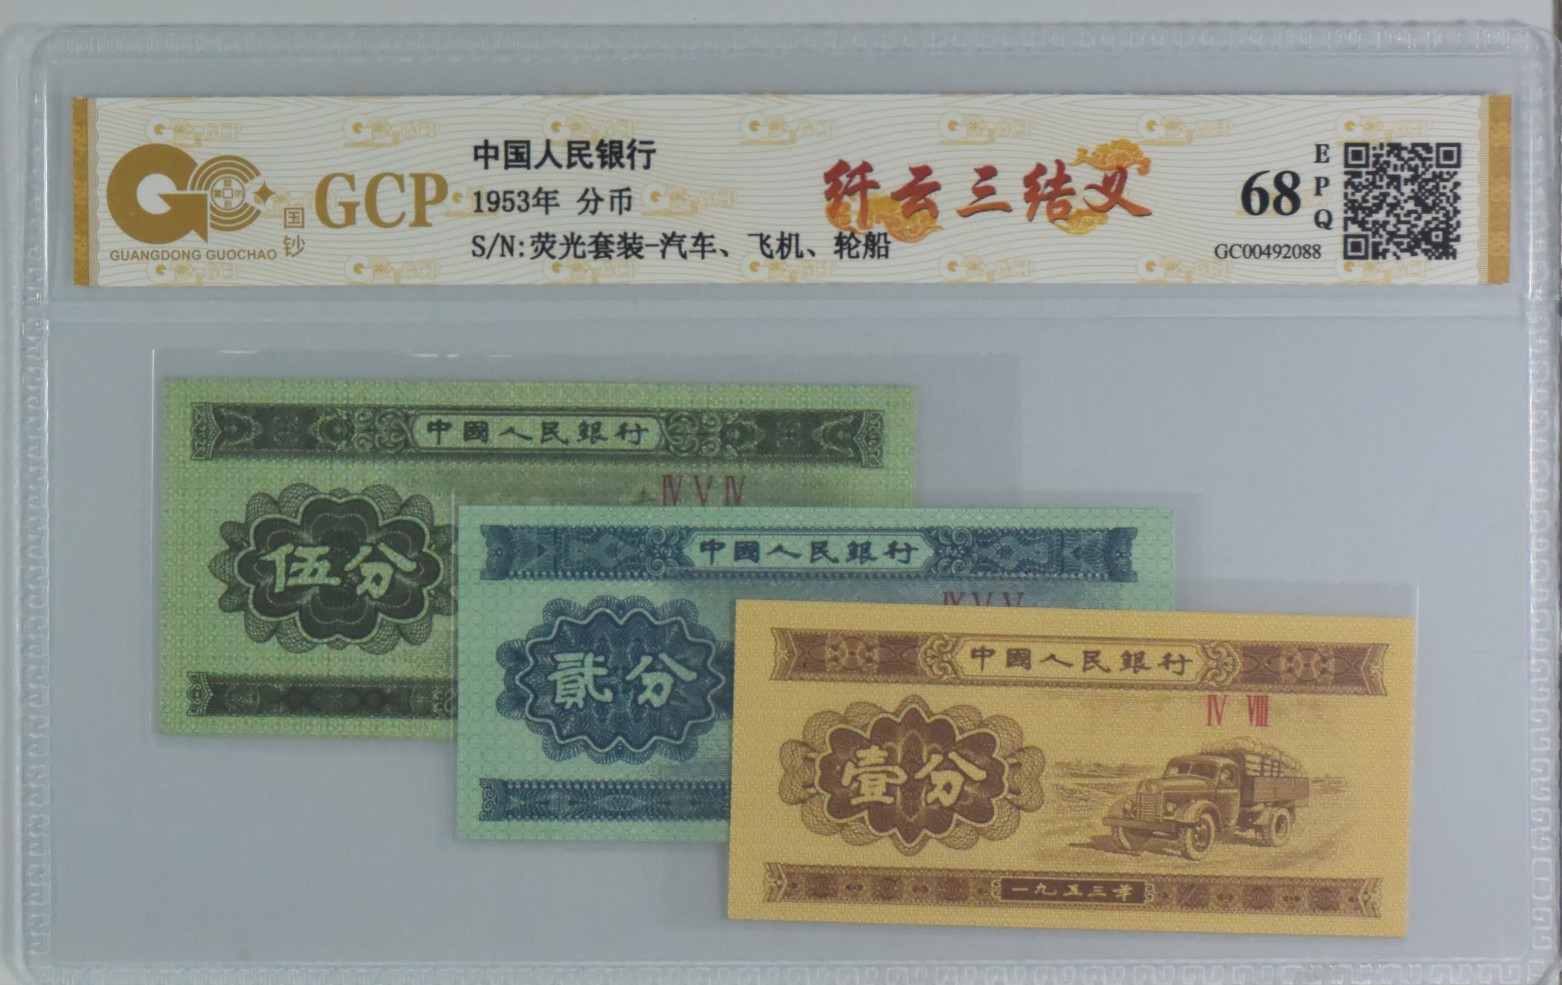 GUANGDONG GUOCHAO
国钞
GCP
中国人民银行
1953年 分币
S/N:荧光套装-汽车、飞机、轮船
纤云三结义
68
EPQ
GC00492088
中國人民銀行
ⅣⅤⅣ
伍分
中國人民銀行
ⅨⅤⅤ
貳分
中國人民銀行
Ⅳ Ⅷ
壹分
一九五三年